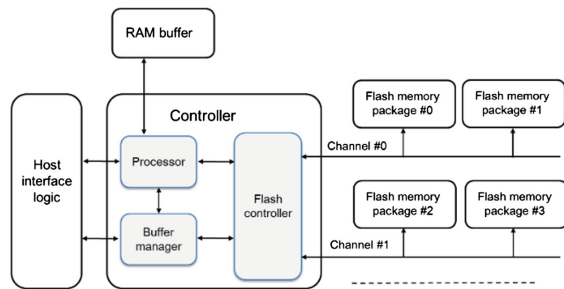 RAM buffer
Controller
Host
interface
logic
Processor
Buffer
manager
Flash
controller
Flash memory
package #0
Flash memory
package #1
Channel #0
Flash memory
package #2
Flash memory
package #3
Channel #1